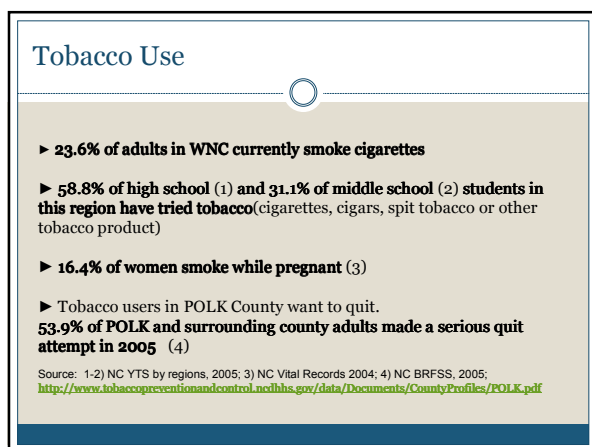 Tobacco Use
► 23.6% of adults in WNC currently smoke cigarettes
► 58.8% of high school (1) and 31.1% of middle school (2) students in
this region have tried tobacco(cigarettes, cigars, spit tobacco or other
tobacco product)
► 16.4% of women smoke while pregnant (3)
► Tobacco users in POLK County want to quit.
53.9% of POLK and surrounding county adults made a serious quit
attempt in 2005 (4)
Source: 1-2) NC YTS by regions, 2005; 3) NC Vital Records 2004; 4) NC BRFSS, 2005;
http://www.tobaccopreventionandcontrol.ncdhhs.gov/data/Documents/CountyProfiles/POLK.pdf